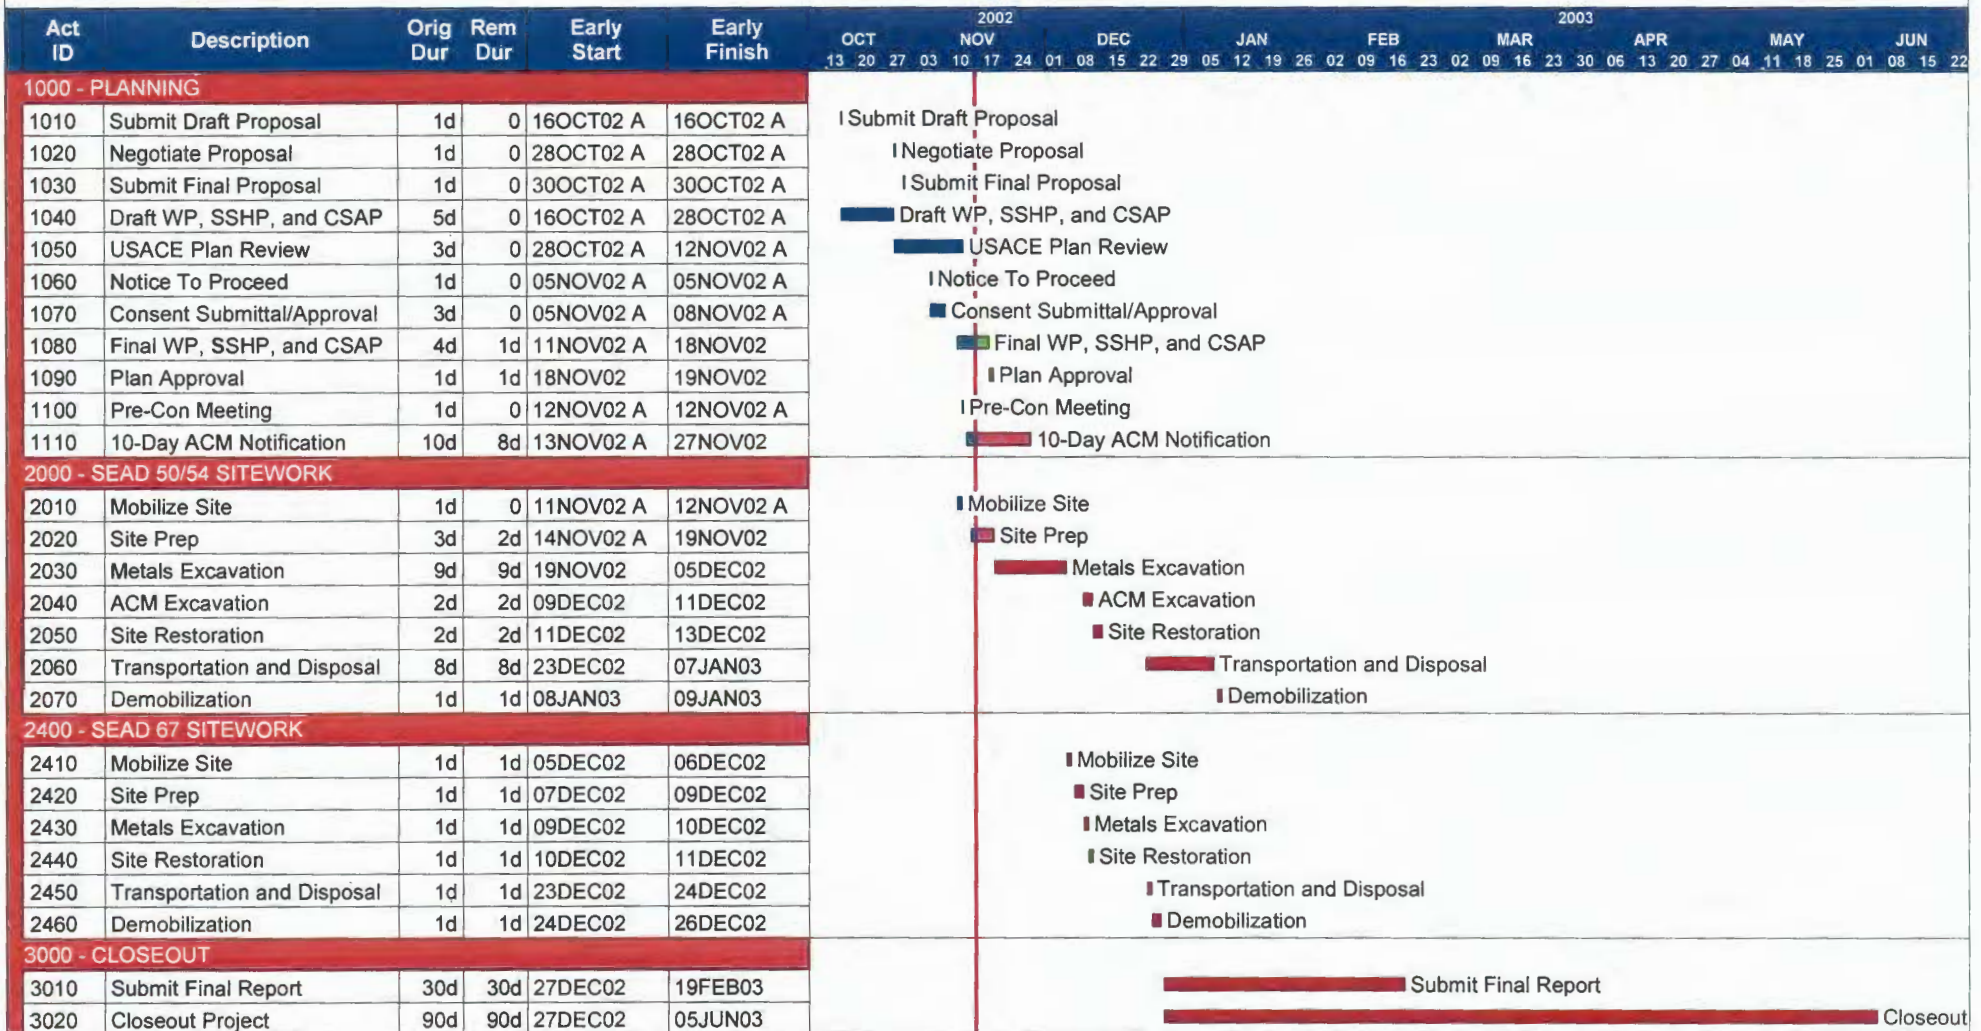 2002 2003
Act ID Description Orig Dur Rem Dur Early Start Early Finish OCT NOV DEC JAN FEB MAR APR MAY JUN
13 20 27 03 10 17 24 01 08 15 22 29 05 12 19 26 02 09 16 23 02 09 16 23 30 06 13 20 27 04 11 18 25 01 08 15 22
1000 - PLANNING
1010 Submit Draft Proposal 1d 0 16OCT02 A 16OCT02 A Submit Draft Proposal
1020 Negotiate Proposal 1d 0 28OCT02 A 28OCT02 A Negotiate Proposal
1030 Submit Final Proposal 1d 0 30OCT02 A 30OCT02 A Submit Final Proposal
1040 Draft WP, SSHP, and CSAP 5d 0 16OCT02 A 28OCT02 A Draft WP, SSHP, and CSAP
1050 USACE Plan Review 3d 0 28OCT02 A 12NOV02 A USACE Plan Review
1060 Notice To Proceed 1d 0 05NOV02 A 05NOV02 A Notice To Proceed
1070 Consent Submittal/Approval 3d 0 05NOV02 A 08NOV02 A Consent Submittal/Approval
1080 Final WP, SSHP, and CSAP 4d 1d 11NOV02 A 18NOV02 Final WP, SSHP, and CSAP
1090 Plan Approval 1d 1d 18NOV02 19NOV02 Plan Approval
1100 Pre-Con Meeting 1d 0 12NOV02 A 12NOV02 A Pre-Con Meeting
1110 10-Day ACM Notification 10d 8d 13NOV02 A 27NOV02 10-Day ACM Notification
2000 - SEAD 50/54 SITEWORK
2010 Mobilize Site 1d 0 11NOV02 A 12NOV02 A Mobilize Site
2020 Site Prep 3d 2d 14NOV02 A 19NOV02 Site Prep
2030 Metals Excavation 9d 9d 19NOV02 05DEC02 Metals Excavation
2040 ACM Excavation 2d 2d 09DEC02 11DEC02 ACM Excavation
2050 Site Restoration 2d 2d 11DEC02 13DEC02 Site Restoration
2060 Transportation and Disposal 8d 8d 23DEC02 07JAN03 Transportation and Disposal
2070 Demobilization 1d 1d 08JAN03 09JAN03 Demobilization
2400 - SEAD 67 SITEWORK
2410 Mobilize Site 1d 1d 05DEC02 06DEC02 Mobilize Site
2420 Site Prep 1d 1d 07DEC02 09DEC02 Site Prep
2430 Metals Excavation 1d 1d 09DEC02 10DEC02 Metals Excavation
2440 Site Restoration 1d 1d 10DEC02 11DEC02 Site Restoration
2450 Transportation and Disposal 1d 1d 23DEC02 24DEC02 Transportation and Disposal
2460 Demobilization 1d 1d 24DEC02 26DEC02 Demobilization
3000 - CLOSEOUT
3010 Submit Final Report 30d 30d 27DEC02 19FEB03 Submit Final Report
3020 Closeout Project 90d 90d 27DEC02 05JUN03 Closeout